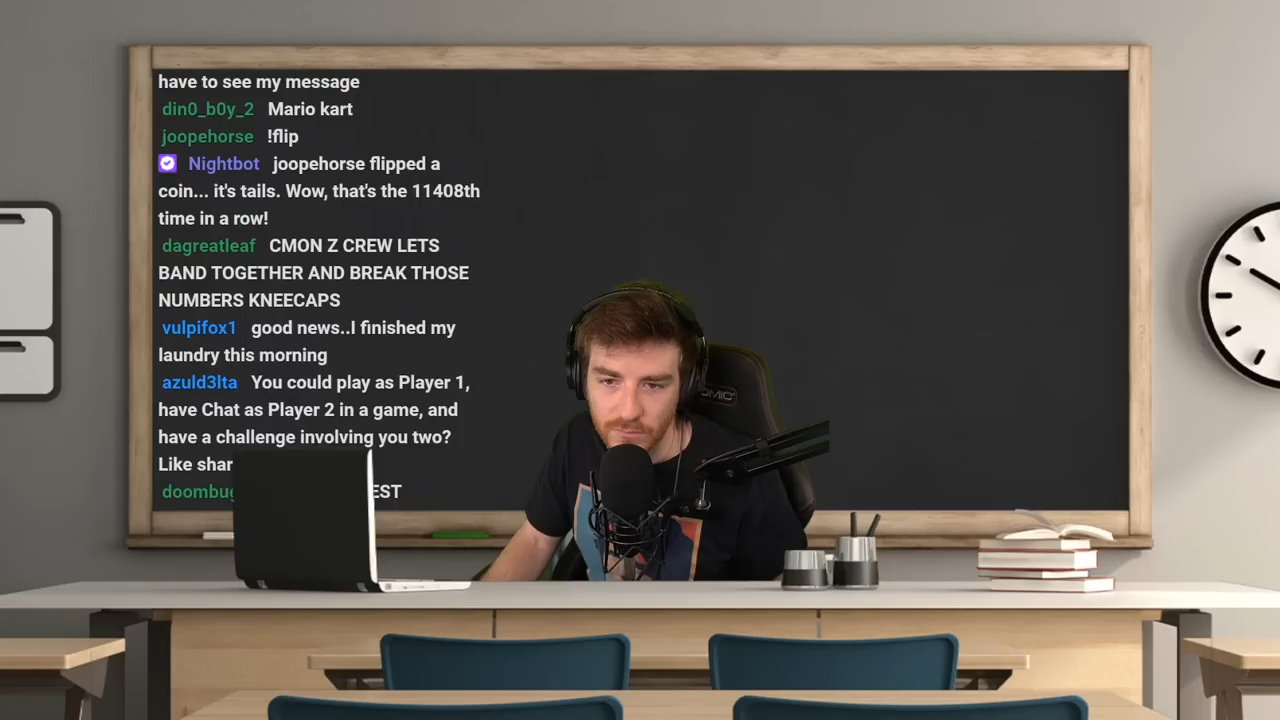 have to see my message
din0_b0y_2 Mario kart
joopehorse !flip
Nightbot joopehorse flipped a
coin... it's tails. Wow, that's the 11408th
time in a row!
dagreatleaf CMON Z CREW LETS
BAND TOGETHER AND BREAK THOSE
NUMBERS KNEECAPS
vulpifox1 good news..I finished my
laundry this morning
azuld3lta You could play as Player 1,
have Chat as Player 2 in a game, and
have a challenge involving you two?
Like